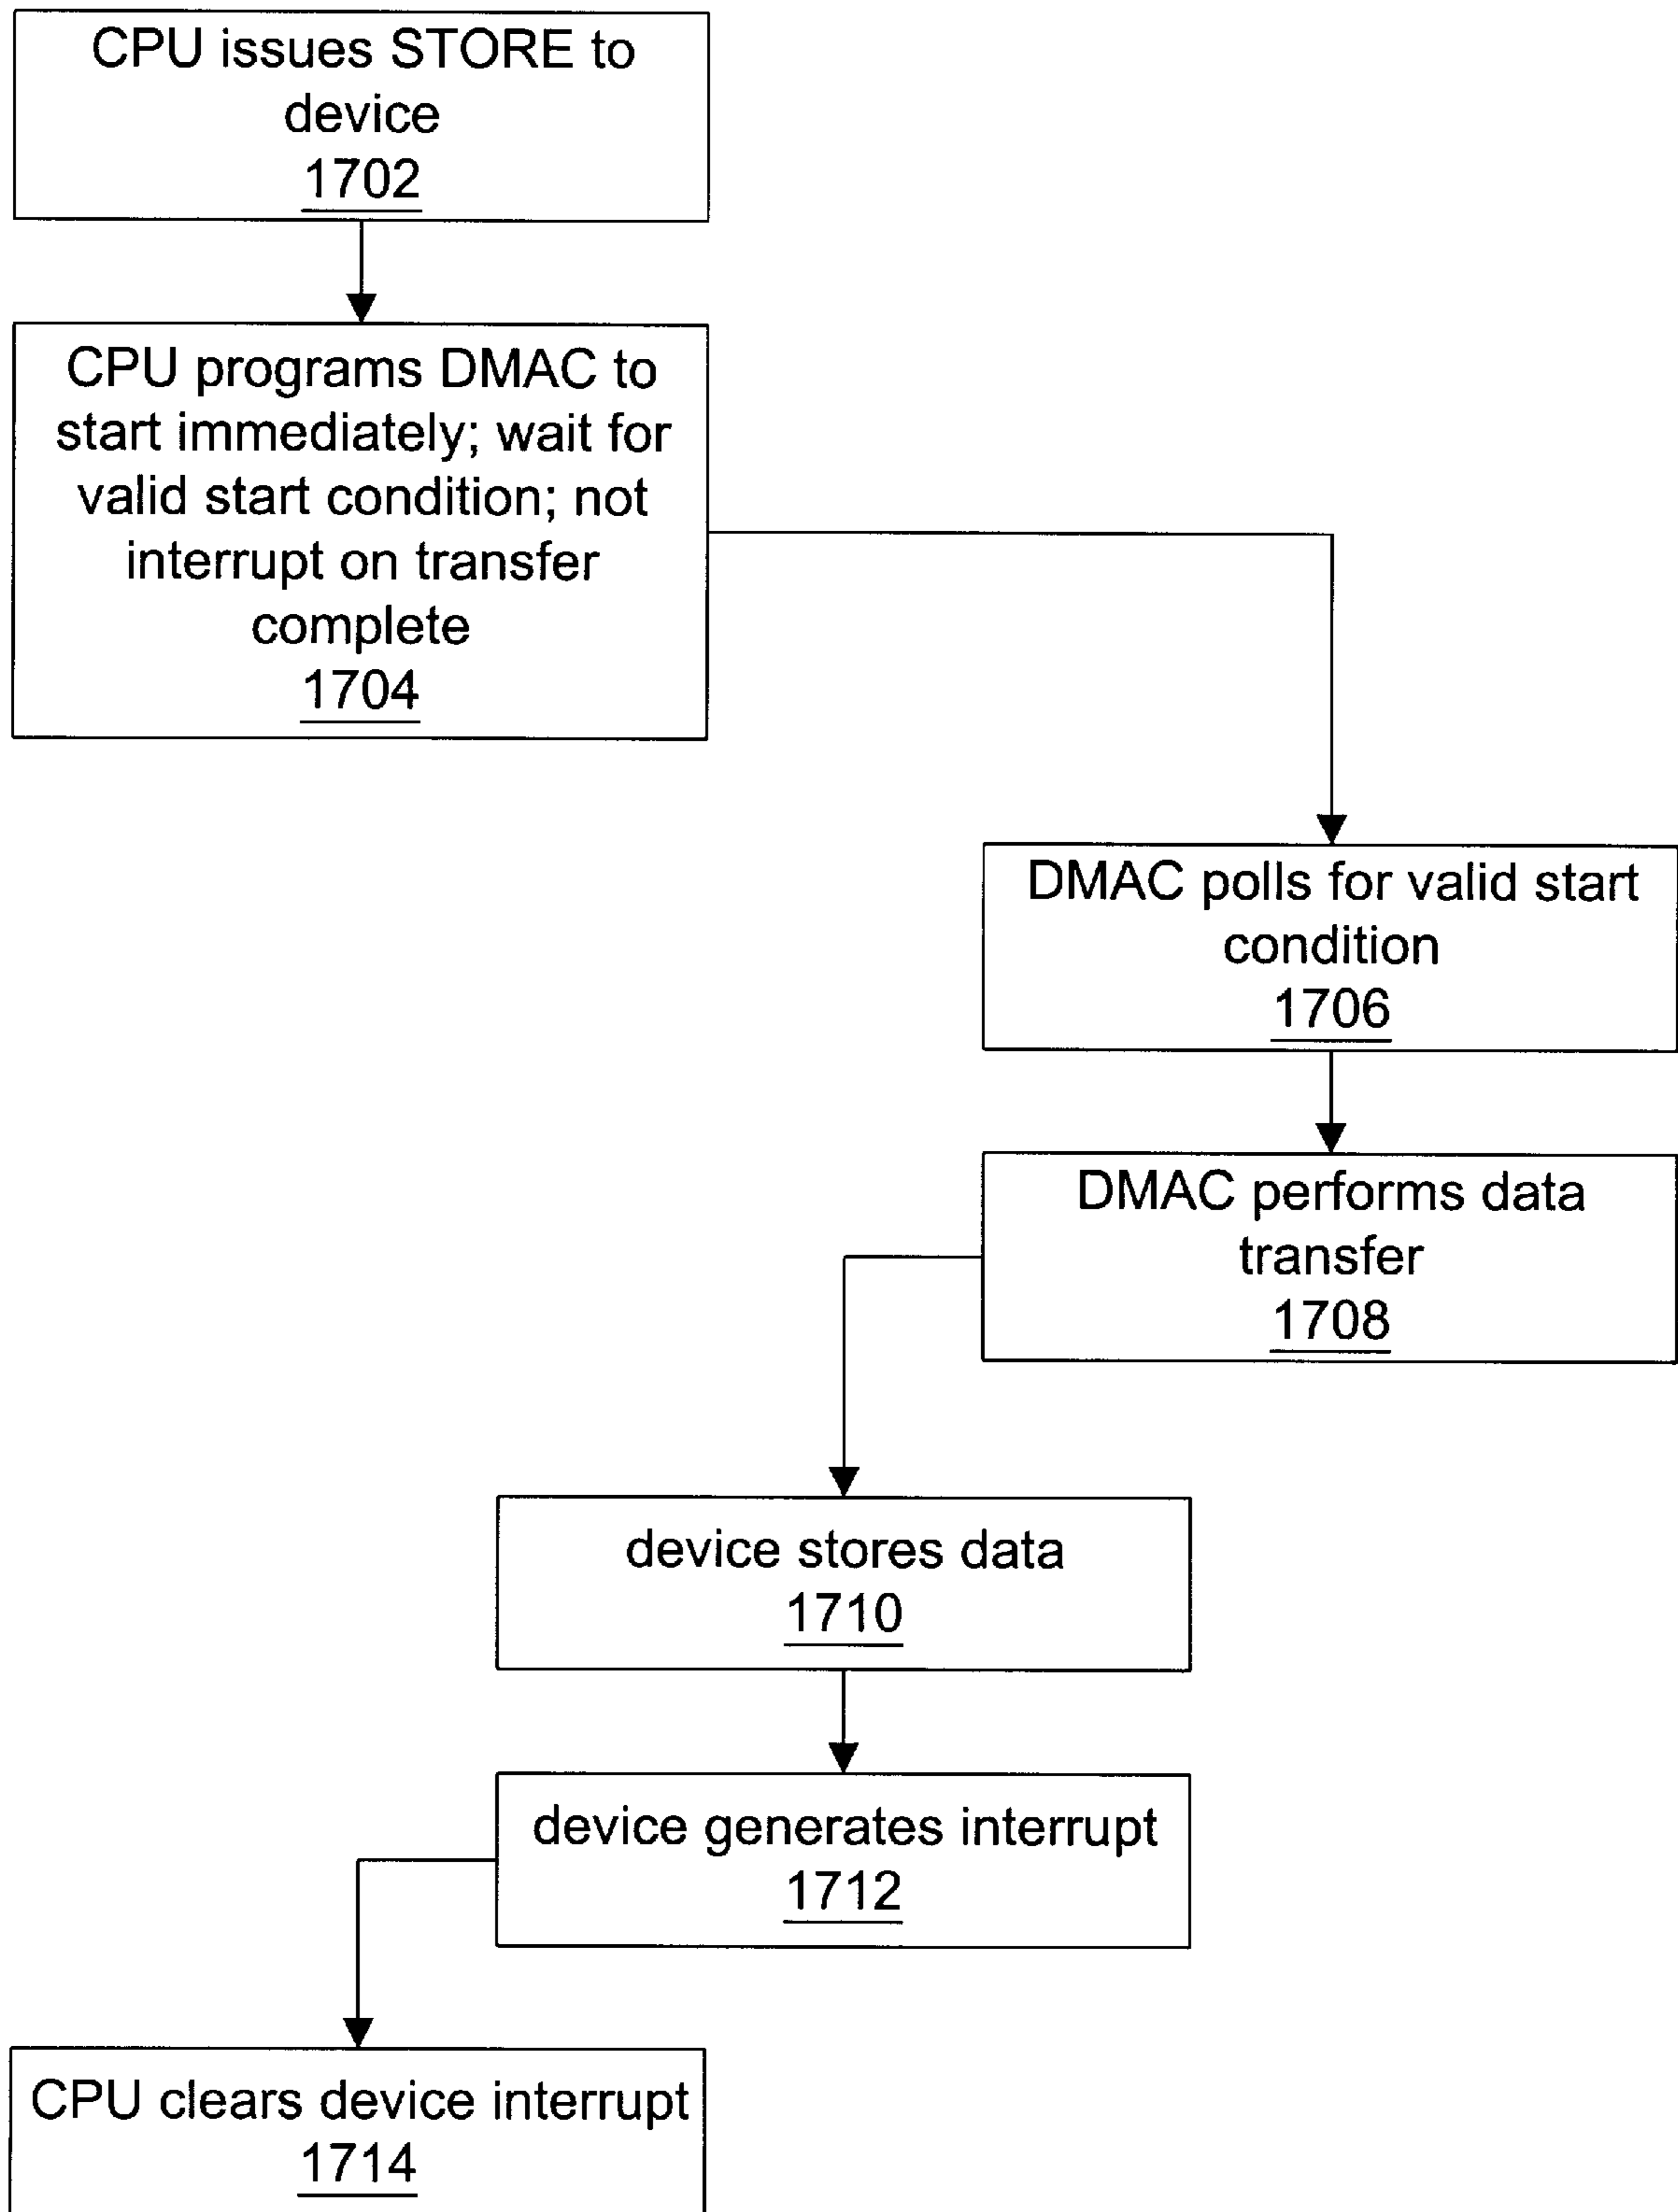 CPU issues STORE to
device
1702
CPU programs DMAC to
start immediately; wait for
valid start condition; not
interrupt on transfer
complete
1704
DMAC polls for valid start
condition
1706
DMAC performs data
transfer
1708
device stores data
1710
device generates interrupt
1712
CPU clears device interrupt
1714